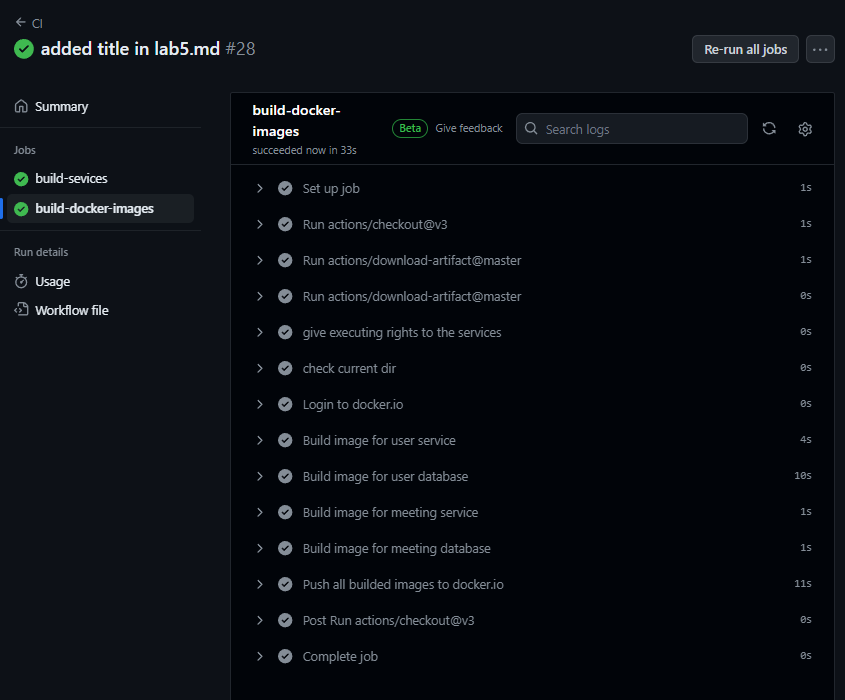 ← CI
added title in lab5.md #28
Re-run all jobs
...
Summary
Jobs
build-sevices
build-docker-images
Run details
Usage
Workflow file
build-docker-
images
succeeded now in 33s
Beta
Give feedback
Search logs
Set up job 1s
Run actions/checkout@v3 1s
Run actions/download-artifact@master 1s
Run actions/download-artifact@master 0s
give executing rights to the services 0s
check current dir 0s
Login to docker.io 0s
Build image for user service 4s
Build image for user database 10s
Build image for meeting service 1s
Build image for meeting database 1s
Push all builded images to docker.io 11s
Post Run actions/checkout@v3 0s
Complete job 0s